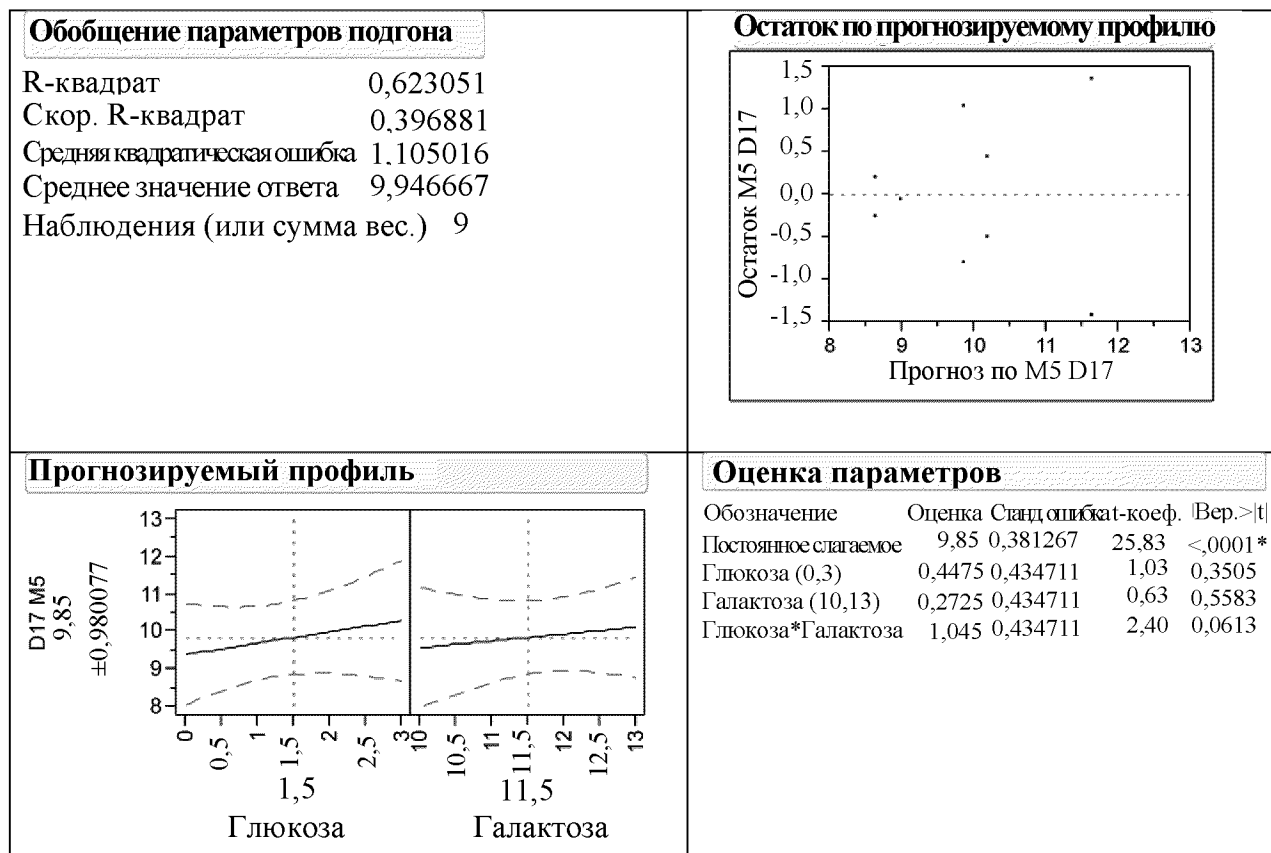 Обобщение параметров подгона
R-квадрат 0,623051
Скор. R-квадрат 0,396881
Средняя квадратическая ошибка 1,105016
Среднее значение ответа 9,946667
Наблюдения (или сумма вес.) 9
Остаток по прогнозируемому профилю
Остаток M5 D17
1,5
1,0
0,5
0,0
-0,5
-1,0
-1,5
8 9 10 11 12 13
Прогноз по M5 D17
Прогнозируемый профиль
D17 M5
9,85
±0,980077
13
12
11
10
9
8
0 0,5 1 1,5 2 2,5 3 10 10,5 11 11,5 12 12,5 13
1,5 11,5
Глюкоза Галактоза
Оценка параметров
Обозначение Оценка Станд. ошибка t-коеф. Вер.>|t|
Постоянное слагаемое 9,85 0,381267 25,83 <,0001*
Глюкоза (0,3) 0,4475 0,434711 1,03 0,3505
Галактоза (10,13) 0,2725 0,434711 0,63 0,5583
Глюкоза*Галактоза 1,045 0,434711 2,40 0,0613